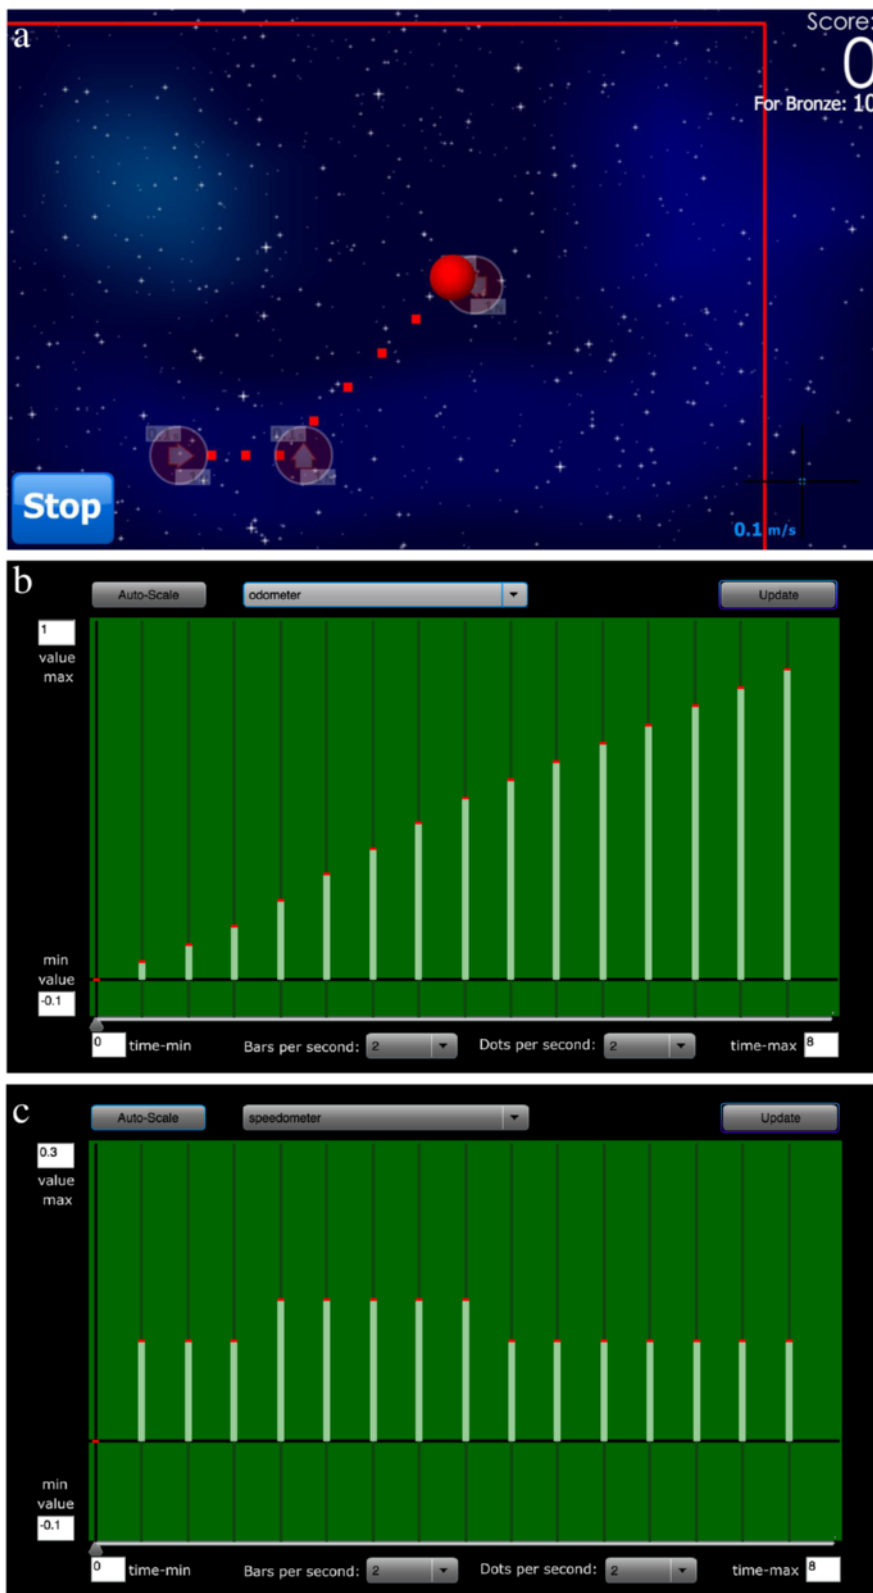 a
Score:
0
For Bronze: 10
Stop
0.1 m/s
b
Auto-Scale odometer Update
1
value
max
min
value
-0.1
0 time-min Bars per second: 2 Dots per second: 2 time-max 8
c
Auto-Scale speedometer Update
0.3
value
max
min
value
-0.1
0 time-min Bars per second: 2 Dots per second: 2 time-max 8